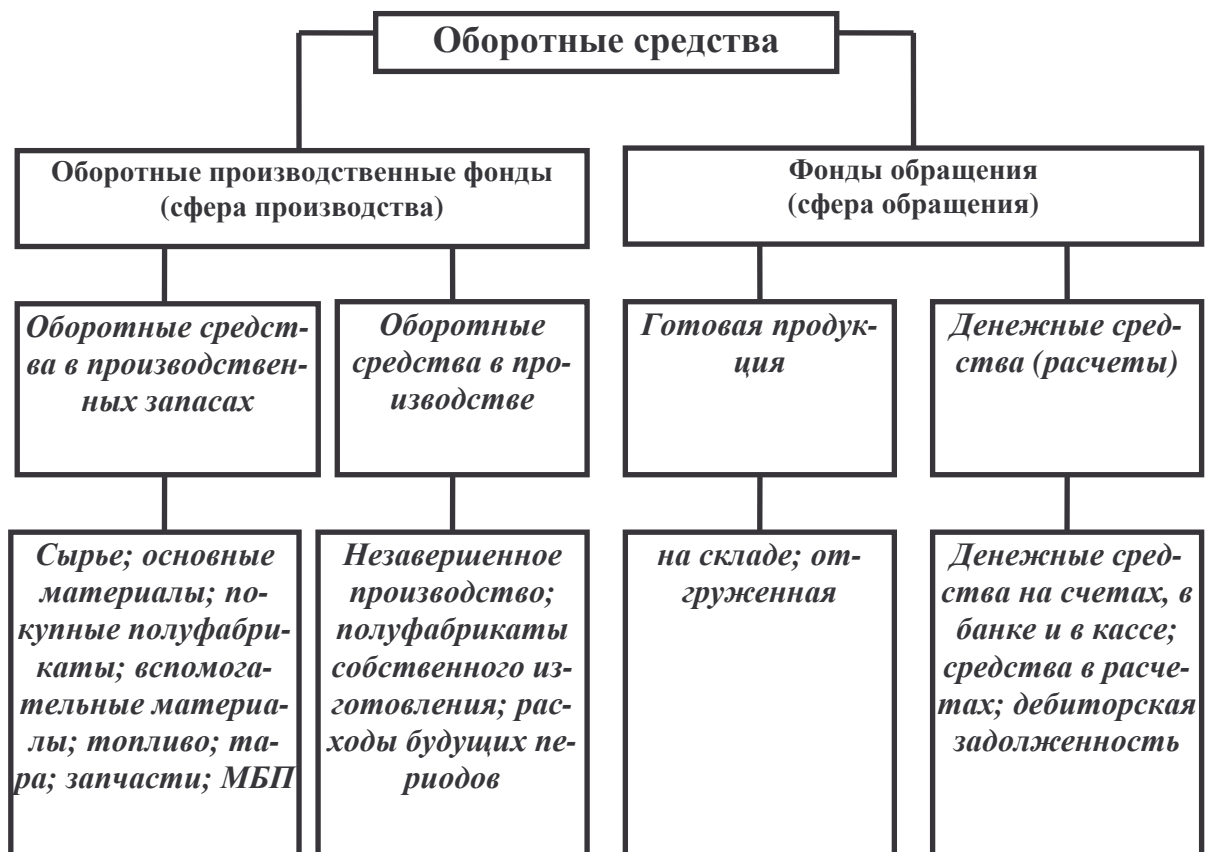 Оборотные средства
Оборотные производственные фонды
(сфера производства)
Фонды обращения
(сфера обращения)
Оборотные средст-
ва в производствен-
ных запасах
Оборотные
средства в про-
изводстве
Готовая продук-
ция
Денежные сред-
ства (расчеты)
Сырье; основные
материалы; по-
купные полуфабри-
каты; вспомога-
тельные материа-
лы; топливо; та-
ра; запчасти; МБП
Незавершенное
производство;
полуфабрикаты
собственного из-
готовления; рас-
ходы будущих пе-
риодов
на складе; от-
груженная
Денежные сред-
ства на счетах, в
банке и в кассе;
средства в расче-
тах; дебиторская
задолженность